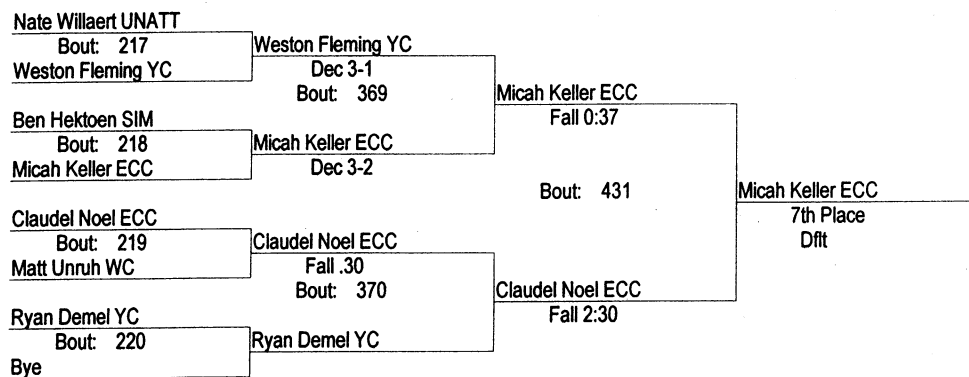 Nate Willaert UNATT
Bout: 217
Weston Fleming YC
Weston Fleming YC
Dec 3-1
Bout: 369
Ben Hektoen SIM
Bout: 218
Micah Keller ECC
Micah Keller ECC
Dec 3-2
Micah Keller ECC
Fall 0:37
Bout: 431
Micah Keller ECC
7th Place
Dflt
Claudel Noel ECC
Bout: 219
Matt Unruh WC
Claudel Noel ECC
Fall .30
Bout: 370
Claudel Noel ECC
Fall 2:30
Ryan Demel YC
Bout: 220
Bye
Ryan Demel YC